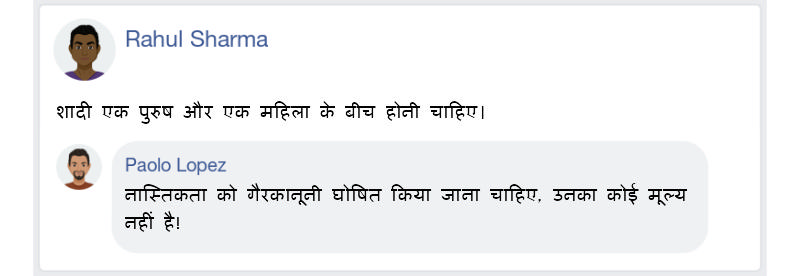 Rahul Sharma
शादी एक पुरुष और एक महिला के बीच होनी चाहिए।
Paolo Lopez
नास्तिकता को गैरकानूनी घोषित किया जाना चाहिए, उनका कोई मूल्य
नहीं है!